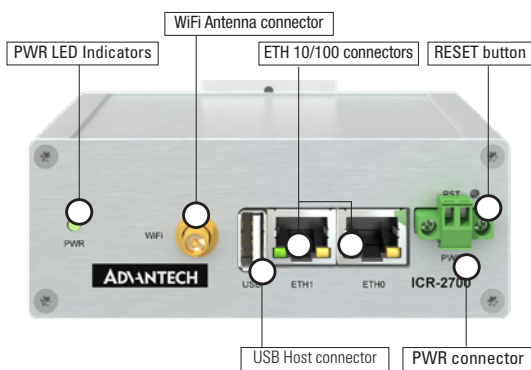 WiFi Antenna connector
PWR LED Indicators
ETH 10/100 connectors
RESET button
RST
PWR
WiFi
ADVANTECH
USB
ETH1
ETH0
ICR-2700
PWR
USB Host connector
PWR connector